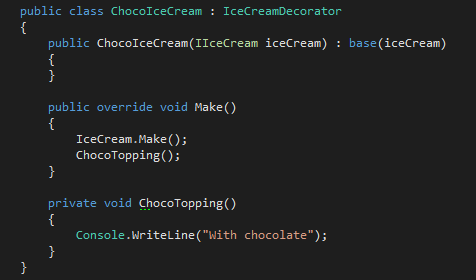 public class ChocoIceCream : IceCreamDecorator
{
    public ChocoIceCream(IIceCream iceCream) : base(iceCream)
    {
    }

    public override void Make()
    {
        IceCream.Make();
        ChocoTopping();
    }

    private void ChocoTopping()
    {
        Console.WriteLine("With chocolate");
    }
}